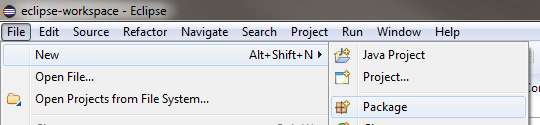 eclipse-workspace - Eclipse
File Edit Source Refactor Navigate Search Project Run Window Help
New Alt+Shift+N
Java Project
Open File...
Project...
Open Projects from File System...
Package